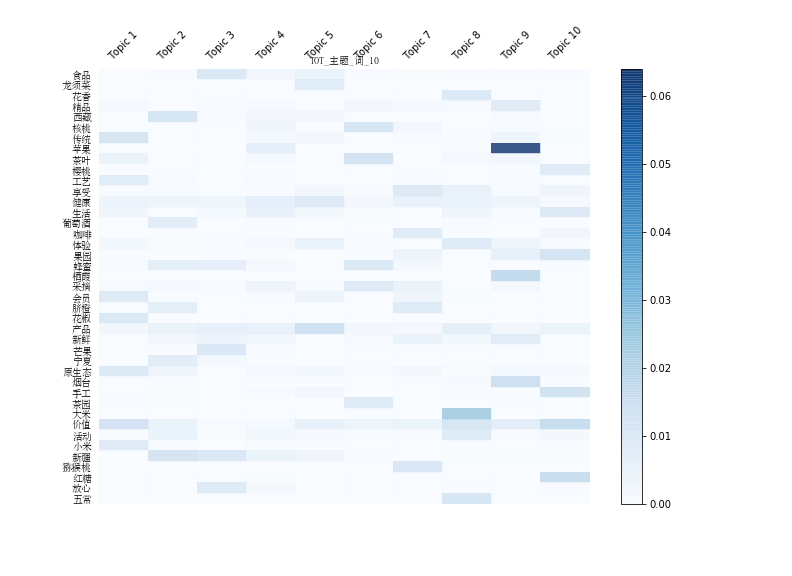 Topic 1 Topic 2 Topic 3 Topic 4 Topic 5 Topic 6 Topic 7 Topic 8 Topic 9 Topic 10
IOT_主题_词_10
食品
龙须菜
花香
精品
西藏
核桃
传统
苹果
茶叶
樱桃
工艺
享受
健康
生活
葡萄酒
咖啡
体验
果园
蜂蜜
栖霞
采摘
会员
脐橙
花椒
产品
新鲜
芒果
宁夏
原生态
烟台
手工
茶园
大米
价值
活动
小米
新疆
猕猴桃
红糖
放心
五常
0.06
0.05
0.04
0.03
0.02
0.01
0.00